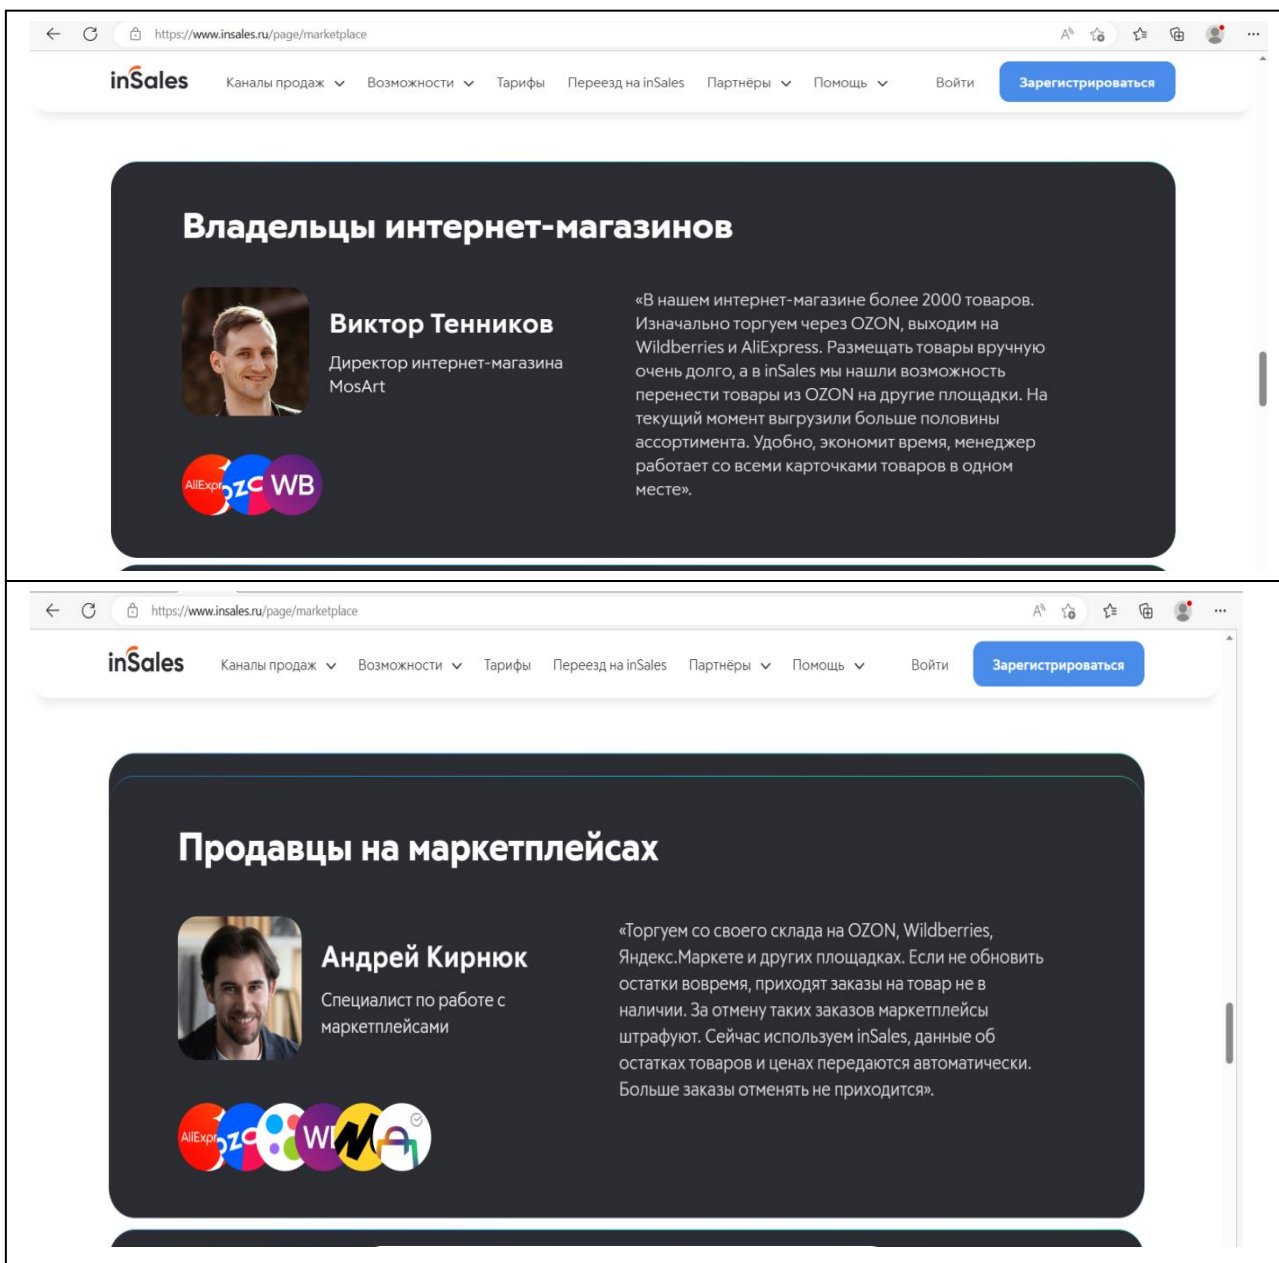 https://www.insales.ru/page/marketplace
inSales Каналы продаж Возможности Тарифы Переезд на inSales Партнёры Помощь Войти Зарегистрироваться
Владельцы интернет-магазинов
Виктор Тенников
Директор интернет-магазина
MosArt
«В нашем интернет-магазине более 2000 товаров.
Изначально торгуем через OZON, выходим на
Wildberries и AliExpress. Размещать товары вручную
очень долго, а в inSales мы нашли возможность
перенести товары из OZON на другие площадки. На
текущий момент выгрузили больше половины
ассортимента. Удобно, экономит время, менеджер
работает со всеми карточками товаров в одном
месте».
AliExpr OZO WB
https://www.insales.ru/page/marketplace
inSales Каналы продаж Возможности Тарифы Переезд на inSales Партнёры Помощь Войти Зарегистрироваться
Продавцы на маркетплейсах
Андрей Кирнюк
Специалист по работе с
маркетплейсами
«Торгуем со своего склада на OZON, Wildberries,
Яндекс.Маркете и других площадках. Если не обновить
остатки вовремя, приходят заказы на товар не в
наличии. За отмену таких заказов маркетплейсы
штрафуют. Сейчас используем inSales, данные об
остатках товаров и ценах передаются автоматически.
Больше заказы отменять не приходится».
AliExpr OZO W